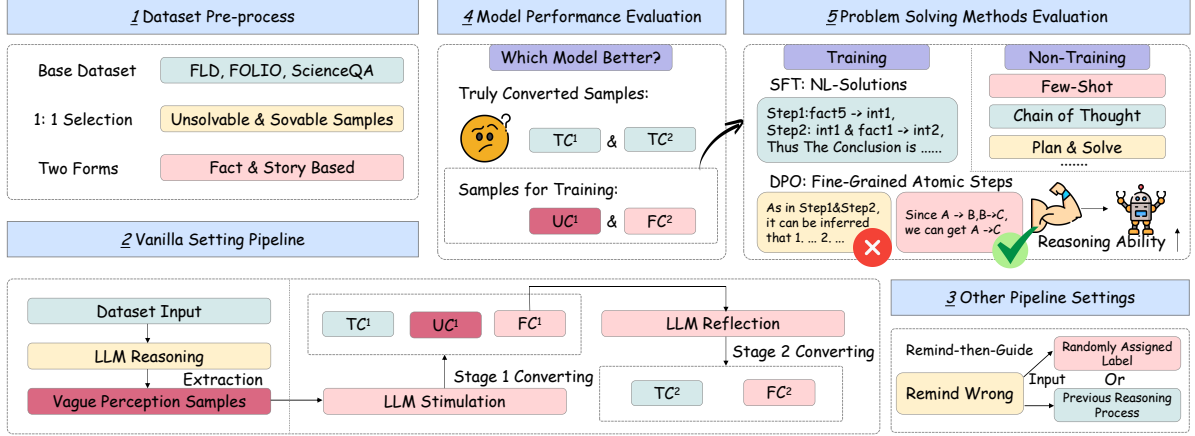 1 Dataset Pre-process
Base Dataset
FLD, FOLIO, ScienceQA
1: 1 Selection
Unsolvable & Sovable Samples
Two Forms
Fact & Story Based
2 Vanilla Setting Pipeline
Dataset Input
LLM Reasoning
Extraction
Vague Perception Samples
LLM Stimulation
Stage 1 Converting
TC1
UC1
FC1
LLM Reflection
Stage 2 Converting
TC2
FC2
3 Other Pipeline Settings
Remind-then-Guide
Remind Wrong
Input
Randomly Assigned
Label
Or
Previous Reasoning
Process
4 Model Performance Evaluation
Which Model Better?
Truly Converted Samples:
?
TC1 & TC2
Samples for Training:
UC1 & FC2
5 Problem Solving Methods Evaluation
Training
SFT: NL-Solutions
Step1:fact5 -> int1,
Step2: int1 & fact1 -> int2,
Thus The Conclusion is ......
Non-Training
Few-Shot
Chain of Thought
Plan & Solve
.......
DPO: Fine-Grained Atomic Steps
As in Step1&Step2,
it can be inferred
that 1. ... 2. ...
Since A -> B,B->C,
we can get A ->C
Reasoning Ability